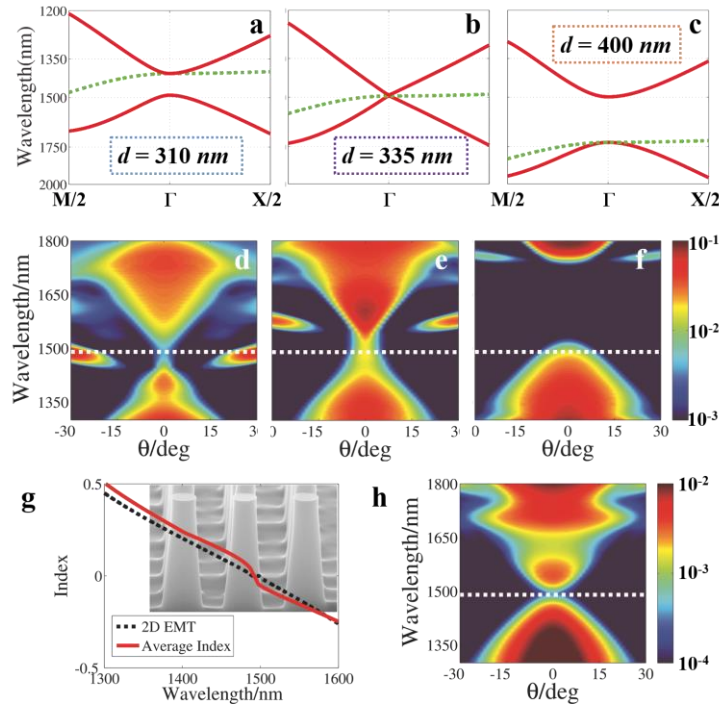 a
b
c
1200
1300
1500
1750
2000
Wavelength(nm)
d = 310 nm
d = 335 nm
d = 400 nm
M/2
Γ
X/2
M/2
Γ
X/2
d
e
f
1800
1650
1500
1350
Wavelength/nm
-30 -15 0 15 30
-15 0 15
-15 0 15 30
θ/deg
θ/deg
θ/deg
10⁻¹
10⁻²
10⁻³
g
0.5
0
-0.5
Index
2D EMT
Average Index
1300 1400 1500 1600
Wavelength/nm
h
1800
1650
1500
1350
Wavelength/nm
-30 -15 0 15 30
θ/deg
10⁻²
10⁻³
10⁻⁴